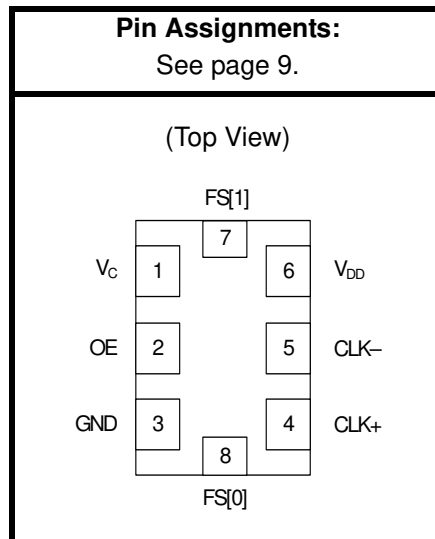 Pin Assignments:
See page 9.
(Top View)
FS[1]
7
VC 1 6 VDD
OE 2 5 CLK–
GND 3 4 CLK+
8
FS[0]